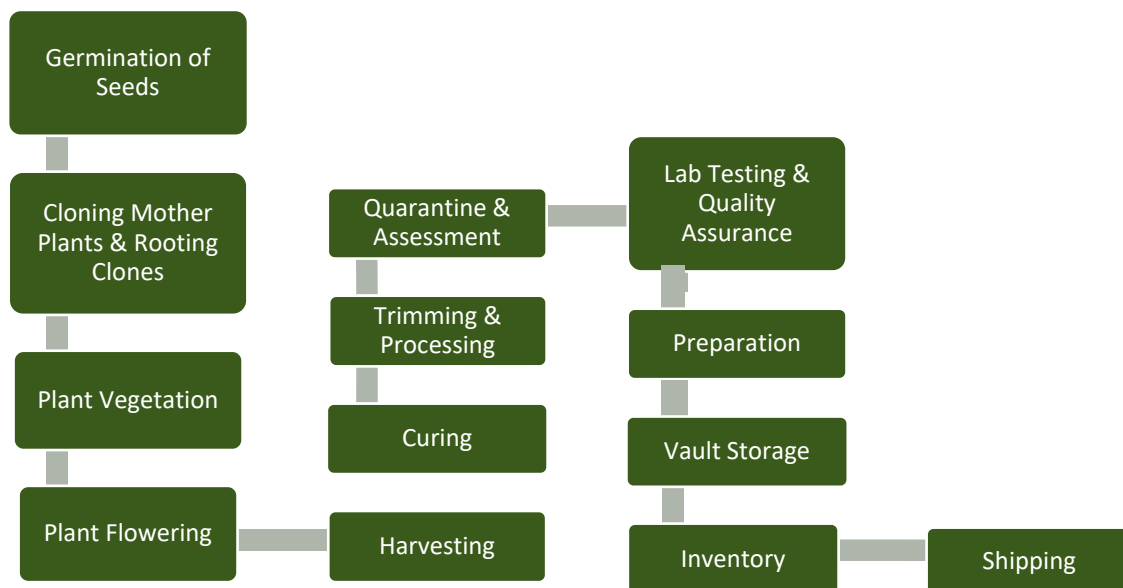 Germination of
Seeds
Cloning Mother
Plants & Rooting
Clones
Plant Vegetation
Plant Flowering
Harvesting
Curing
Trimming &
Processing
Quarantine &
Assessment
Lab Testing &
Quality
Assurance
Preparation
Vault Storage
Inventory
Shipping